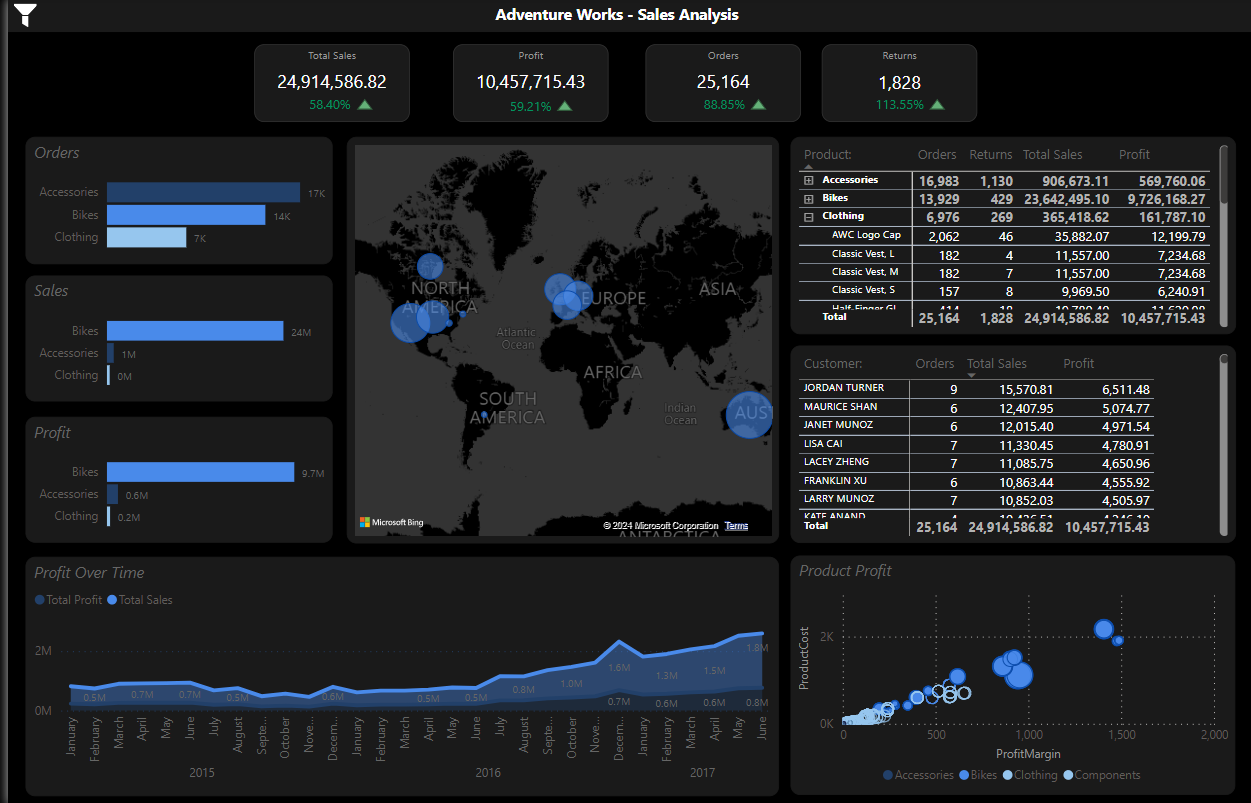 Adventure Works - Sales Analysis
Total Sales
24,914,586.82
58.40%
Profit
10,457,715.43
59.21%
Orders
25,164
88.85%
Returns
1,828
113.55%
Orders
Accessories 17K
Bikes 14K
Clothing 7K
Sales
Bikes 24M
Accessories 1M
Clothing 0M
Profit
Bikes 9.7M
Accessories 0.6M
Clothing 0.2M
NORTH
AMERICA
EUROPE
ASIA
Atlantic
Ocean
AFRICA
SOUTH
AMERICA
Indian
Ocean
AUS
Microsoft Bing
© 2024 Microsoft Corporation Terms
ANTARCTICA
Product: Orders Returns Total Sales Profit
Accessories 16,983 1,130 906,673.11 569,760.06
Bikes 13,929 429 23,642,495.10 9,726,168.27
Clothing 6,976 269 365,418.62 161,787.10
AWC Logo Cap 2,062 46 35,882.07 12,199.79
Classic Vest, L 182 4 11,557.00 7,234.68
Classic Vest, M 182 7 11,557.00 7,234.68
Classic Vest, S 157 8 9,969.50 6,240.91
Total 25,164 1,828 24,914,586.82 10,457,715.43
Customer: Orders Total Sales Profit
JORDAN TURNER 9 15,570.81 6,511.48
MAURICE SHAN 6 12,407.95 5,074.77
JANET MUNOZ 6 12,015.40 4,971.54
LISA CAI 7 11,330.45 4,780.91
LACEY ZHENG 7 11,085.75 4,650.96
FRANKLIN XU 6 10,863.44 4,555.92
LARRY MUNOZ 7 10,852.03 4,505.97
KATE ANAND
Total 25,164 24,914,586.82 10,457,715.43
Profit Over Time
Total Profit Total Sales
2M
0M
0.5M 0.7M 0.7M 0.5M 0.6M 0.5M 0.5M 0.8M 1.0M 1.6M 1.3M 1.5M 1.8M
0.7M 0.6M 0.6M 0.8M
January February March April May June July August Septe... October Nove... Decem... January February March April May June July August Septe... October Nove... Decem... January February March April May June
2015 2016 2017
Product Profit
ProductCost
2K
0K
0 500 1,000 1,500 2,000
ProfitMargin
Accessories Bikes Clothing Components